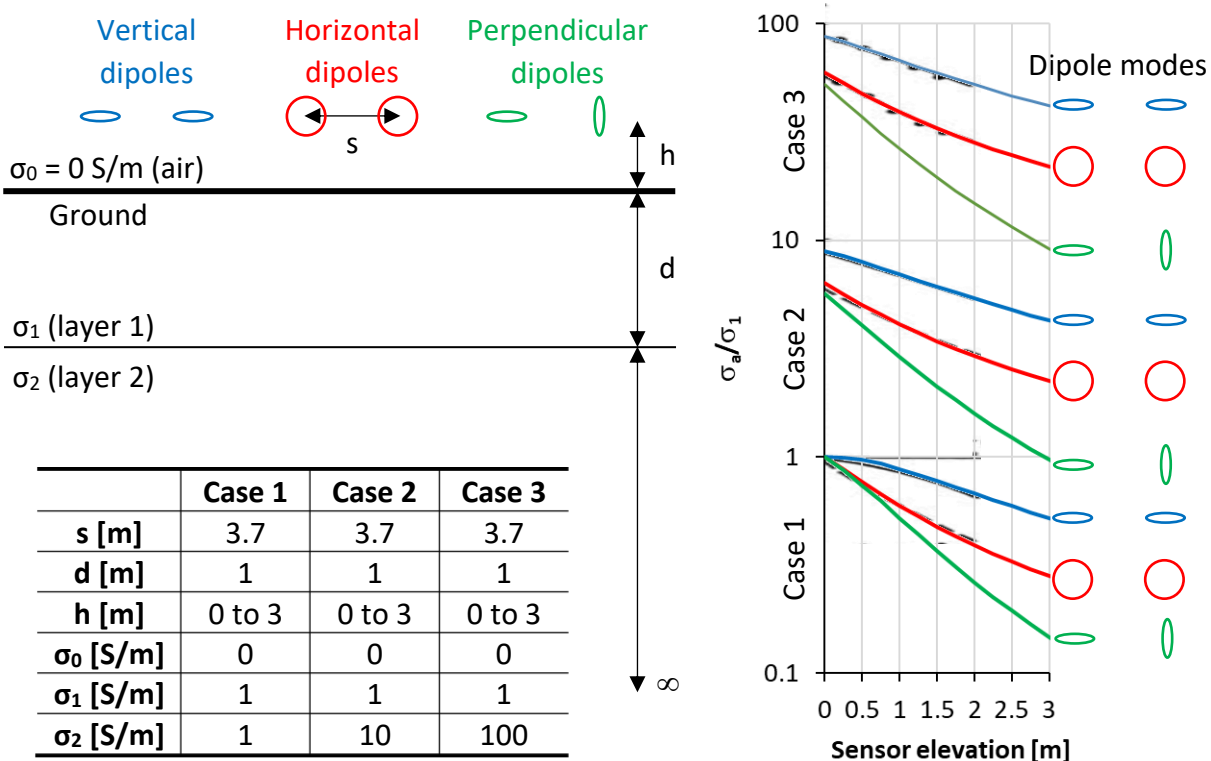 Vertical dipoles
Horizontal dipoles
Perpendicular dipoles
s
h
σ₀ = 0 S/m (air)
Ground
d
σ₁ (layer 1)
σ₂ (layer 2)
∞
Case 1 Case 2 Case 3
s [m] 3.7 3.7 3.7
d [m] 1 1 1
h [m] 0 to 3 0 to 3 0 to 3
σ₀ [S/m] 0 0 0
σ₁ [S/m] 1 1 1
σ₂ [S/m] 1 10 100
100
10
1
0.1
σₐ/σ₁
Case 3
Case 2
Case 1
Dipole modes
0 0.5 1 1.5 2 2.5 3
Sensor elevation [m]